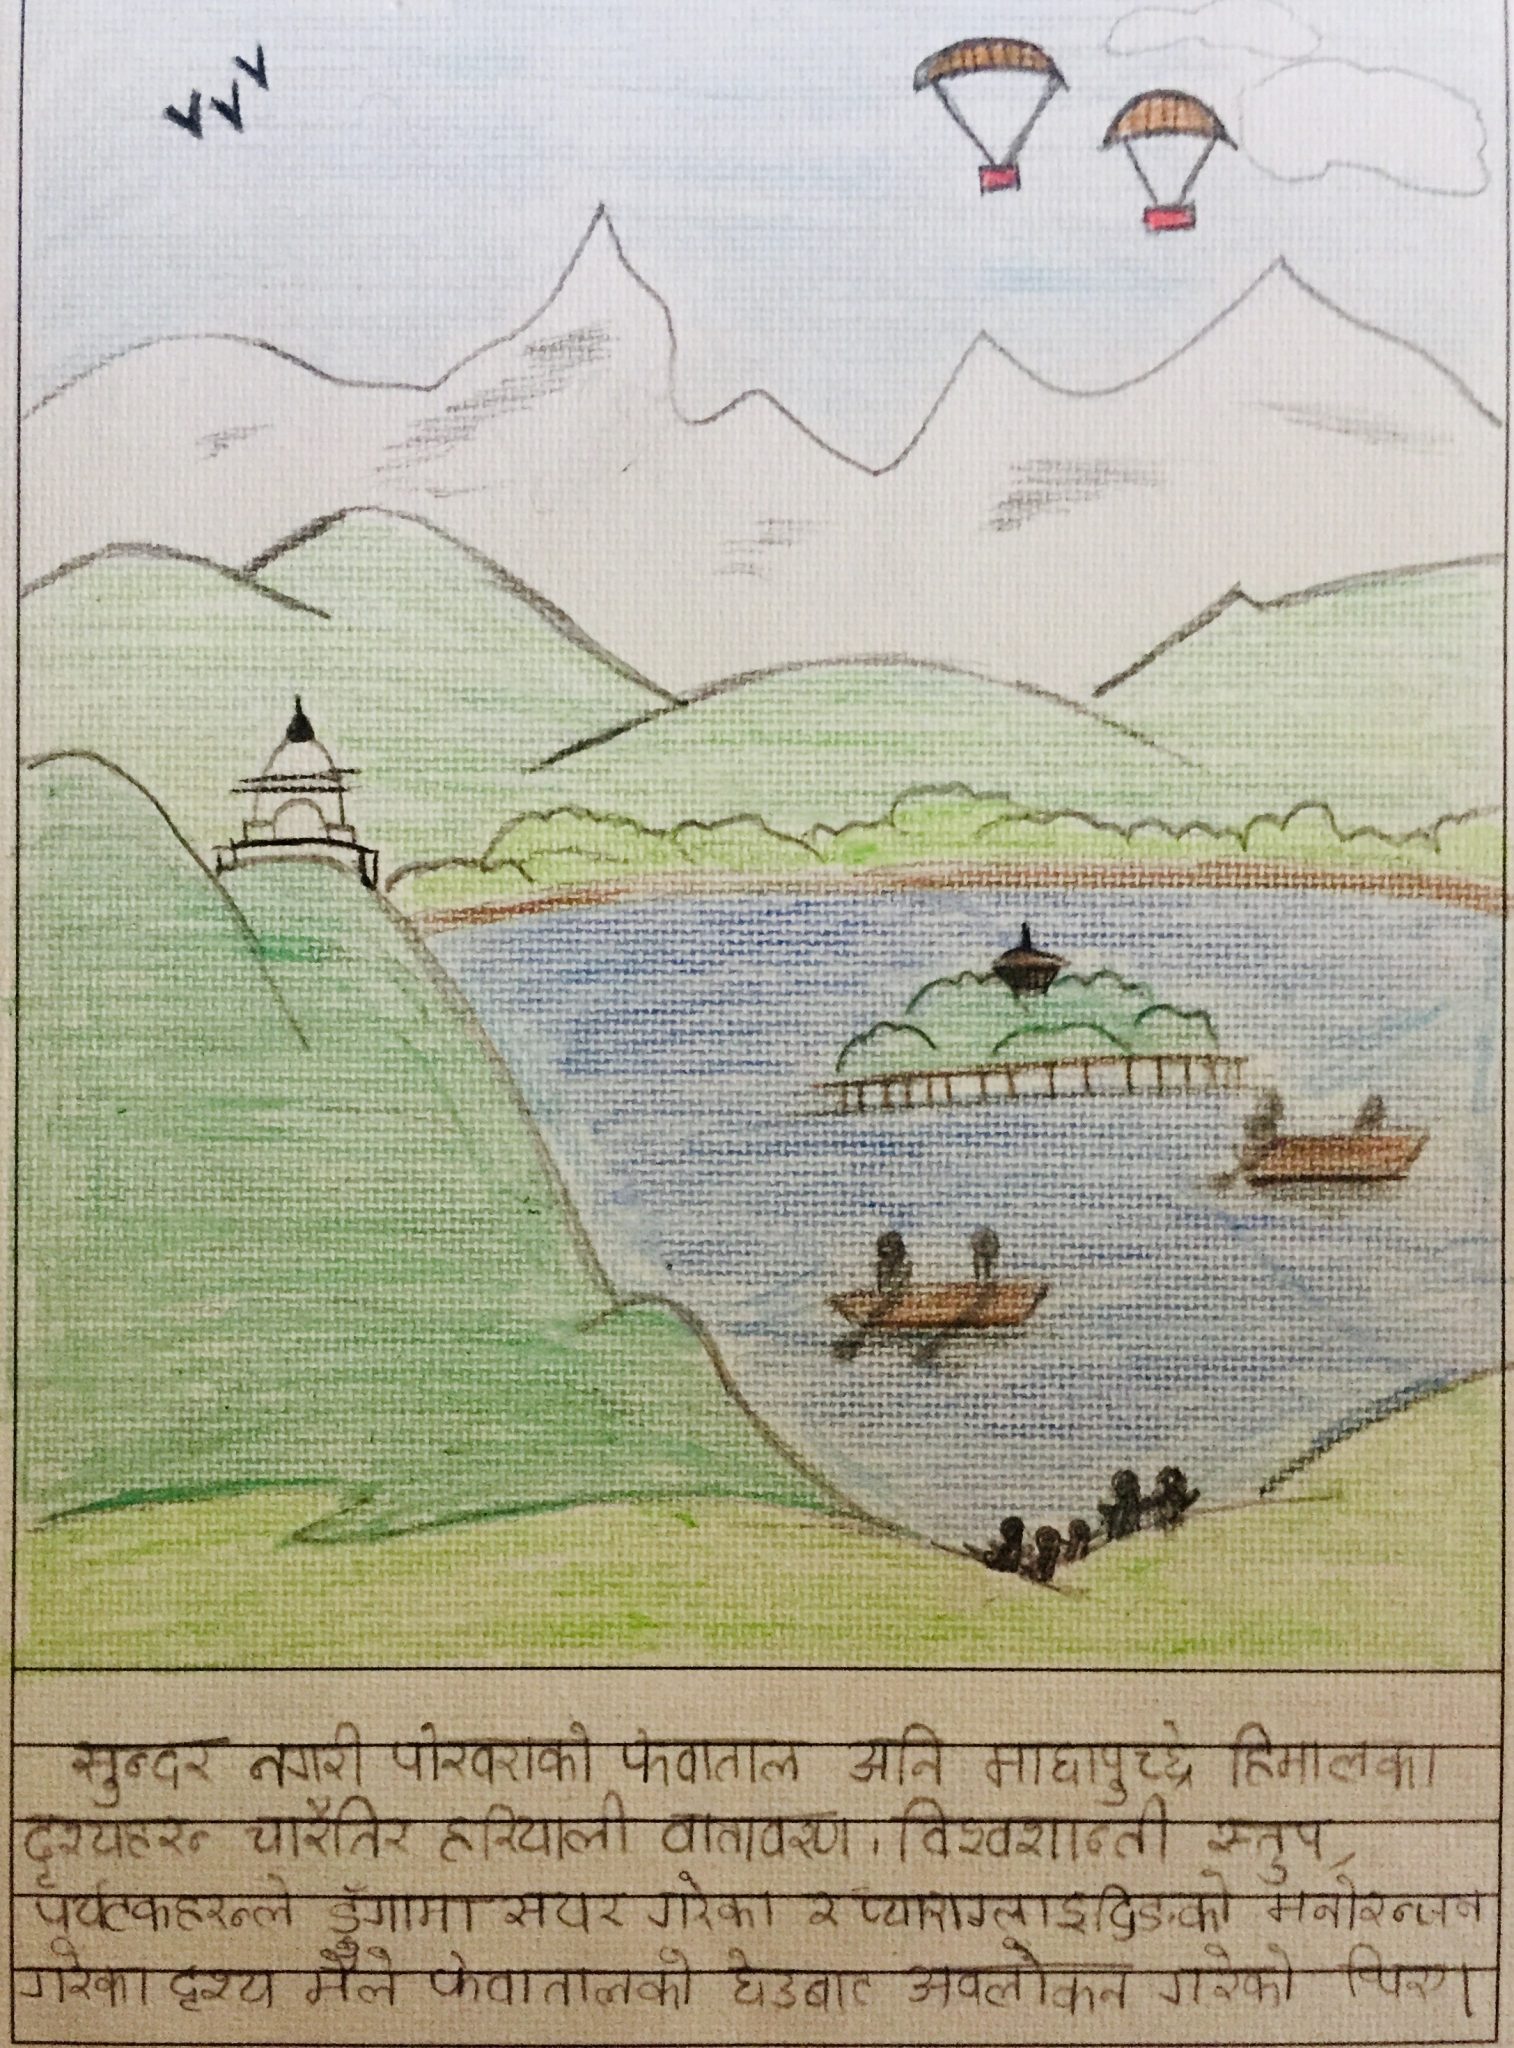 सुन्दर नगरी पोखराको फेवाताल अनि माछापुच्छ्रे हिमालका
दृश्यहरू चारैतिर हरियाली वातावरण, विश्वशान्ती स्तुप,
पर्यटकहरूले डुँगामा सयर गरेका र प्याराग्लाइडिङको मनोरन्जन
गरेका दृश्य मैले फेवातालको छेउबाट अवलोकन गरेको थिए।